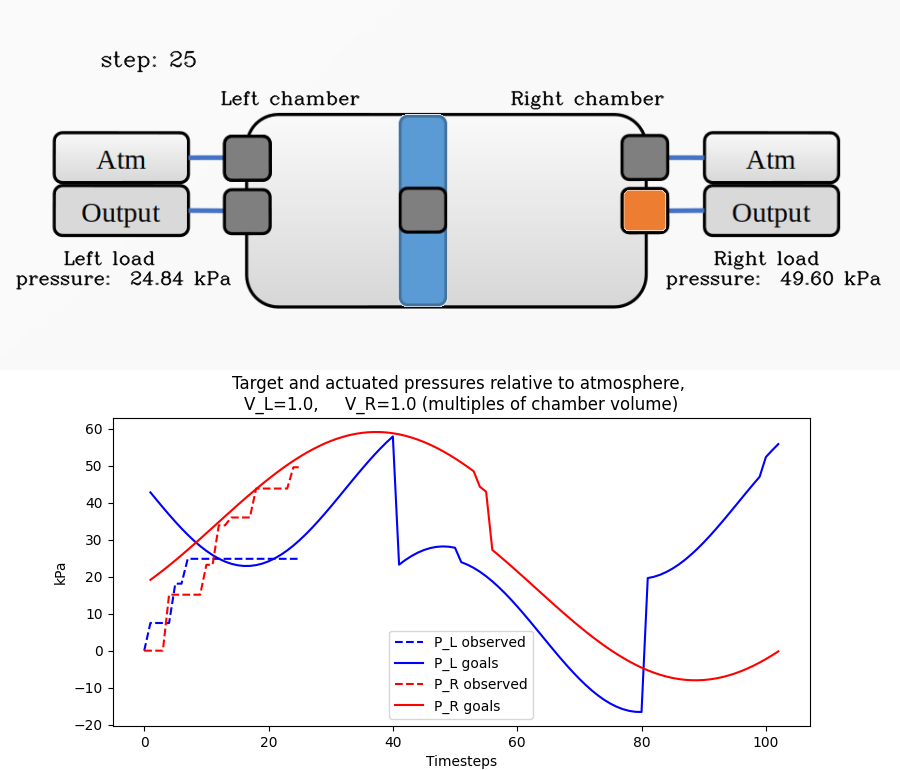 step: 25
Left chamber
Right chamber
Atm
Atm
Output
Output
Left load
pressure: 24.84 kPa
Right load
pressure: 49.60 kPa
Target and actuated pressures relative to atmosphere,
V_L=1.0, V_R=1.0 (multiples of chamber volume)
60
50
40
30
20
10
0
−10
−20
kPa
P_L observed
P_L goals
P_R observed
P_R goals
0 20 40 60 80 100
Timesteps